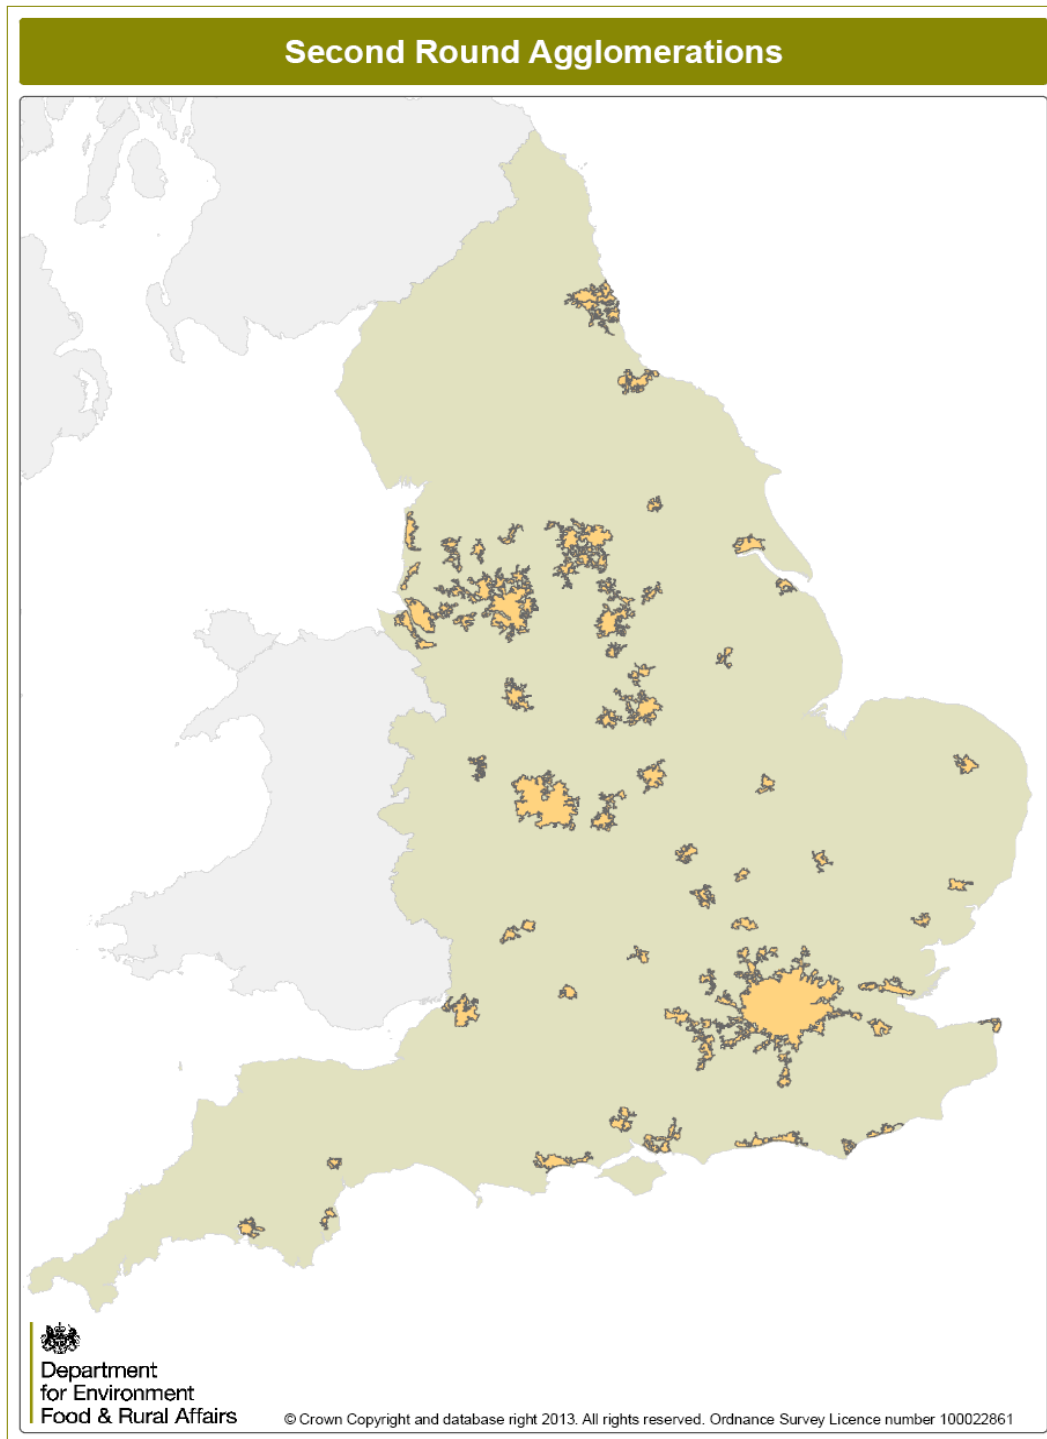 Second Round Agglomerations
Department
for Environment
Food & Rural Affairs
© Crown Copyright and database right 2013. All rights reserved. Ordnance Survey Licence number 100022861